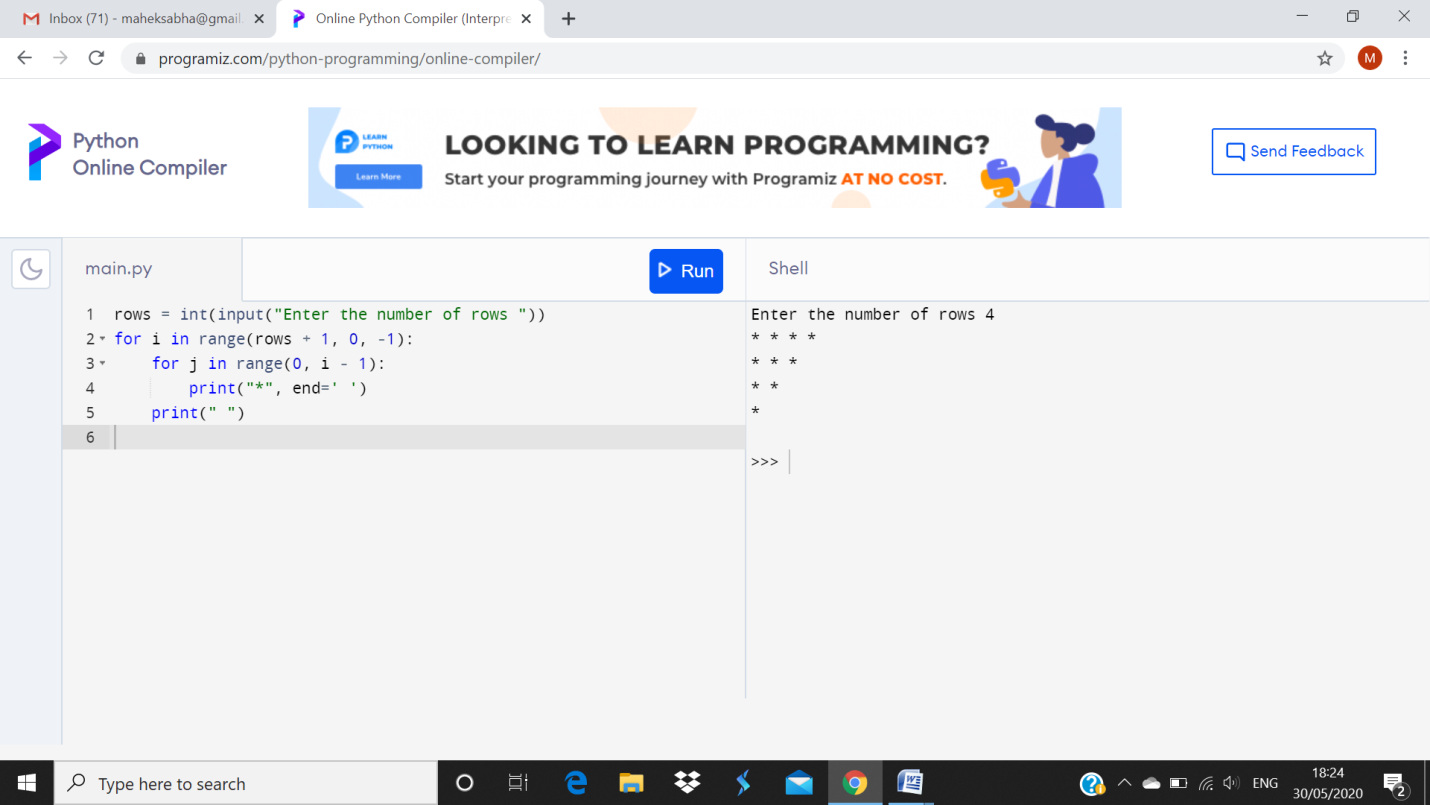 Inbox (71) - maheksabha@gmail.
Online Python Compiler (Interpre
programiz.com/python-programming/online-compiler/
M
Python
Online Compiler
LEARN
PYTHON
Learn More
LOOKING TO LEARN PROGRAMMING?
Start your programming journey with Programiz AT NO COST.
Send Feedback
main.py
Run
Shell
1 rows = int(input("Enter the number of rows "))
2 for i in range(rows + 1, 0, -1):
3     for j in range(0, i - 1):
4         print("*", end=' ')
5     print(" ")
6
Enter the number of rows 4
* * * *
* * *
* *
*
>>>
Type here to search
ENG
18:24
30/05/2020
2